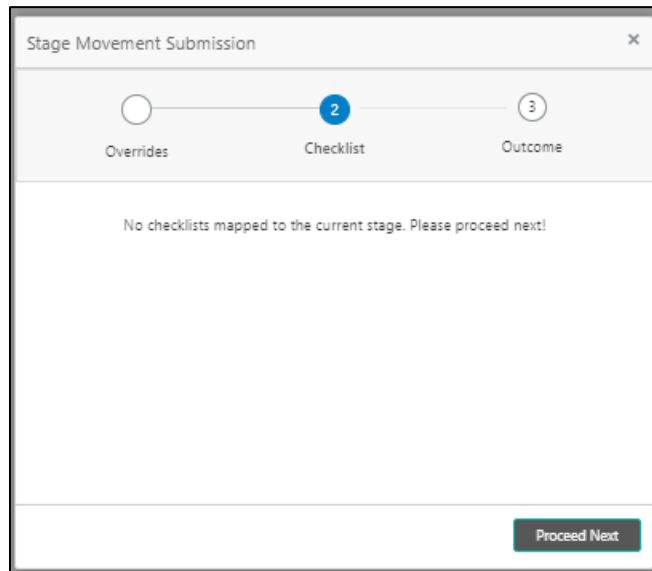 Stage Movement Submission ×
2 3
Overrides Checklist Outcome
No checklists mapped to the current stage. Please proceed next!
Proceed Next